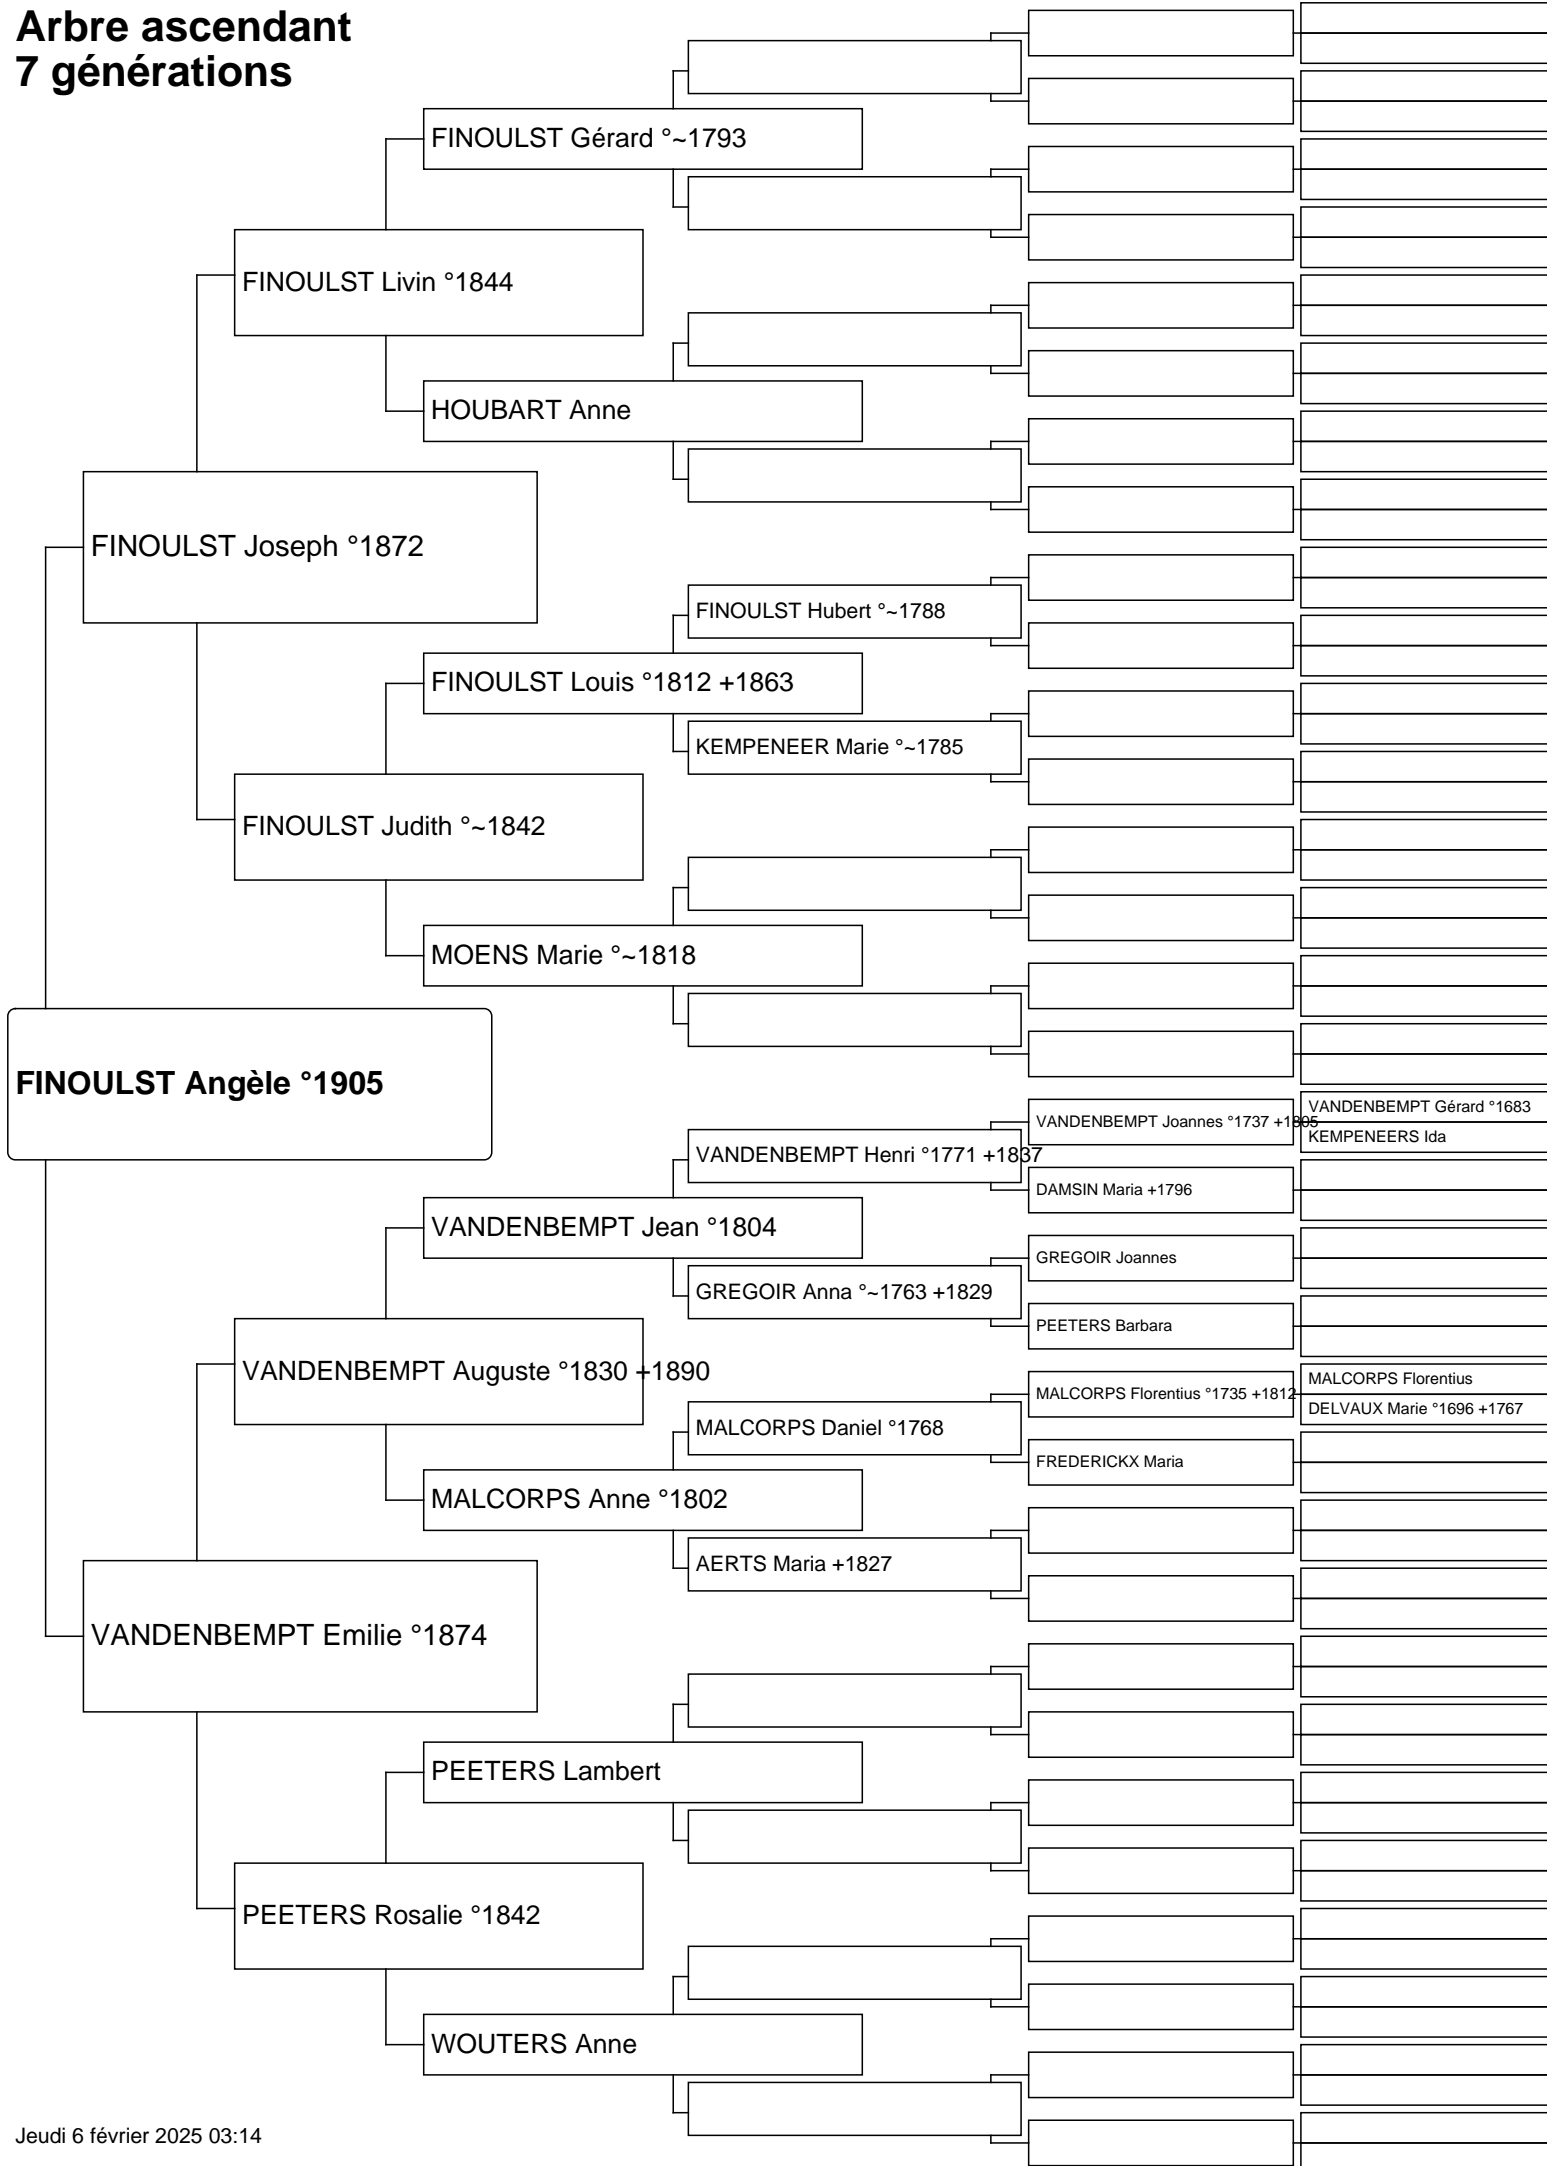 Arbre ascendant
7 générations
FINOULST Gérard °~1793
FINOULST Livin °1844
HOUBART Anne
FINOULST Joseph °1872
FINOULST Hubert °~1788
FINOULST Louis °1812 +1863
KEMPENEER Marie °~1785
FINOULST Judith °~1842
MOENS Marie °~1818
FINOULST Angèle °1905
VANDENBEMPT Gérard °1683
VANDENBEMPT Joannes °1737 +1805
KEMPENEERS Ida
VANDENBEMPT Henri °1771 +1837
DAMSIN Maria +1796
VANDENBEMPT Jean °1804
GREGOIR Joannes
GREGOIR Anna °~1763 +1829
PEETERS Barbara
VANDENBEMPT Auguste °1830 +1890
MALCORPS Florentius
MALCORPS Florentius °1735 +1812
DELVAUX Marie °1696 +1767
MALCORPS Daniel °1768
FREDERICKX Maria
MALCORPS Anne °1802
AERTS Maria +1827
VANDENBEMPT Emilie °1874
PEETERS Lambert
PEETERS Rosalie °1842
WOUTERS Anne
Jeudi 6 février 2025 03:14